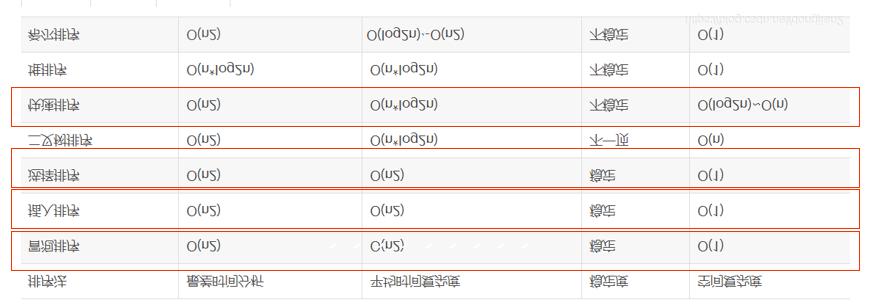 排序法 最差时间分析 平均时间复杂度 稳定度 空间复杂度
冒泡排序 O(n2) O(n2) 稳定 O(1)
插入排序 O(n2) O(n2) 稳定 O(1)
选择排序 O(n2) O(n2) 稳定 O(1)
二叉树排序 O(n2) O(n*log2n) 不一顶 O(n)
快速排序 O(n2) O(n*log2n) 不稳定 O(log2n)~O(n)
堆排序 O(n*log2n) O(n*log2n) 不稳定 O(1)
希尔排序 O(n2) O(log2n)~O(n2) 不稳定 O(1)